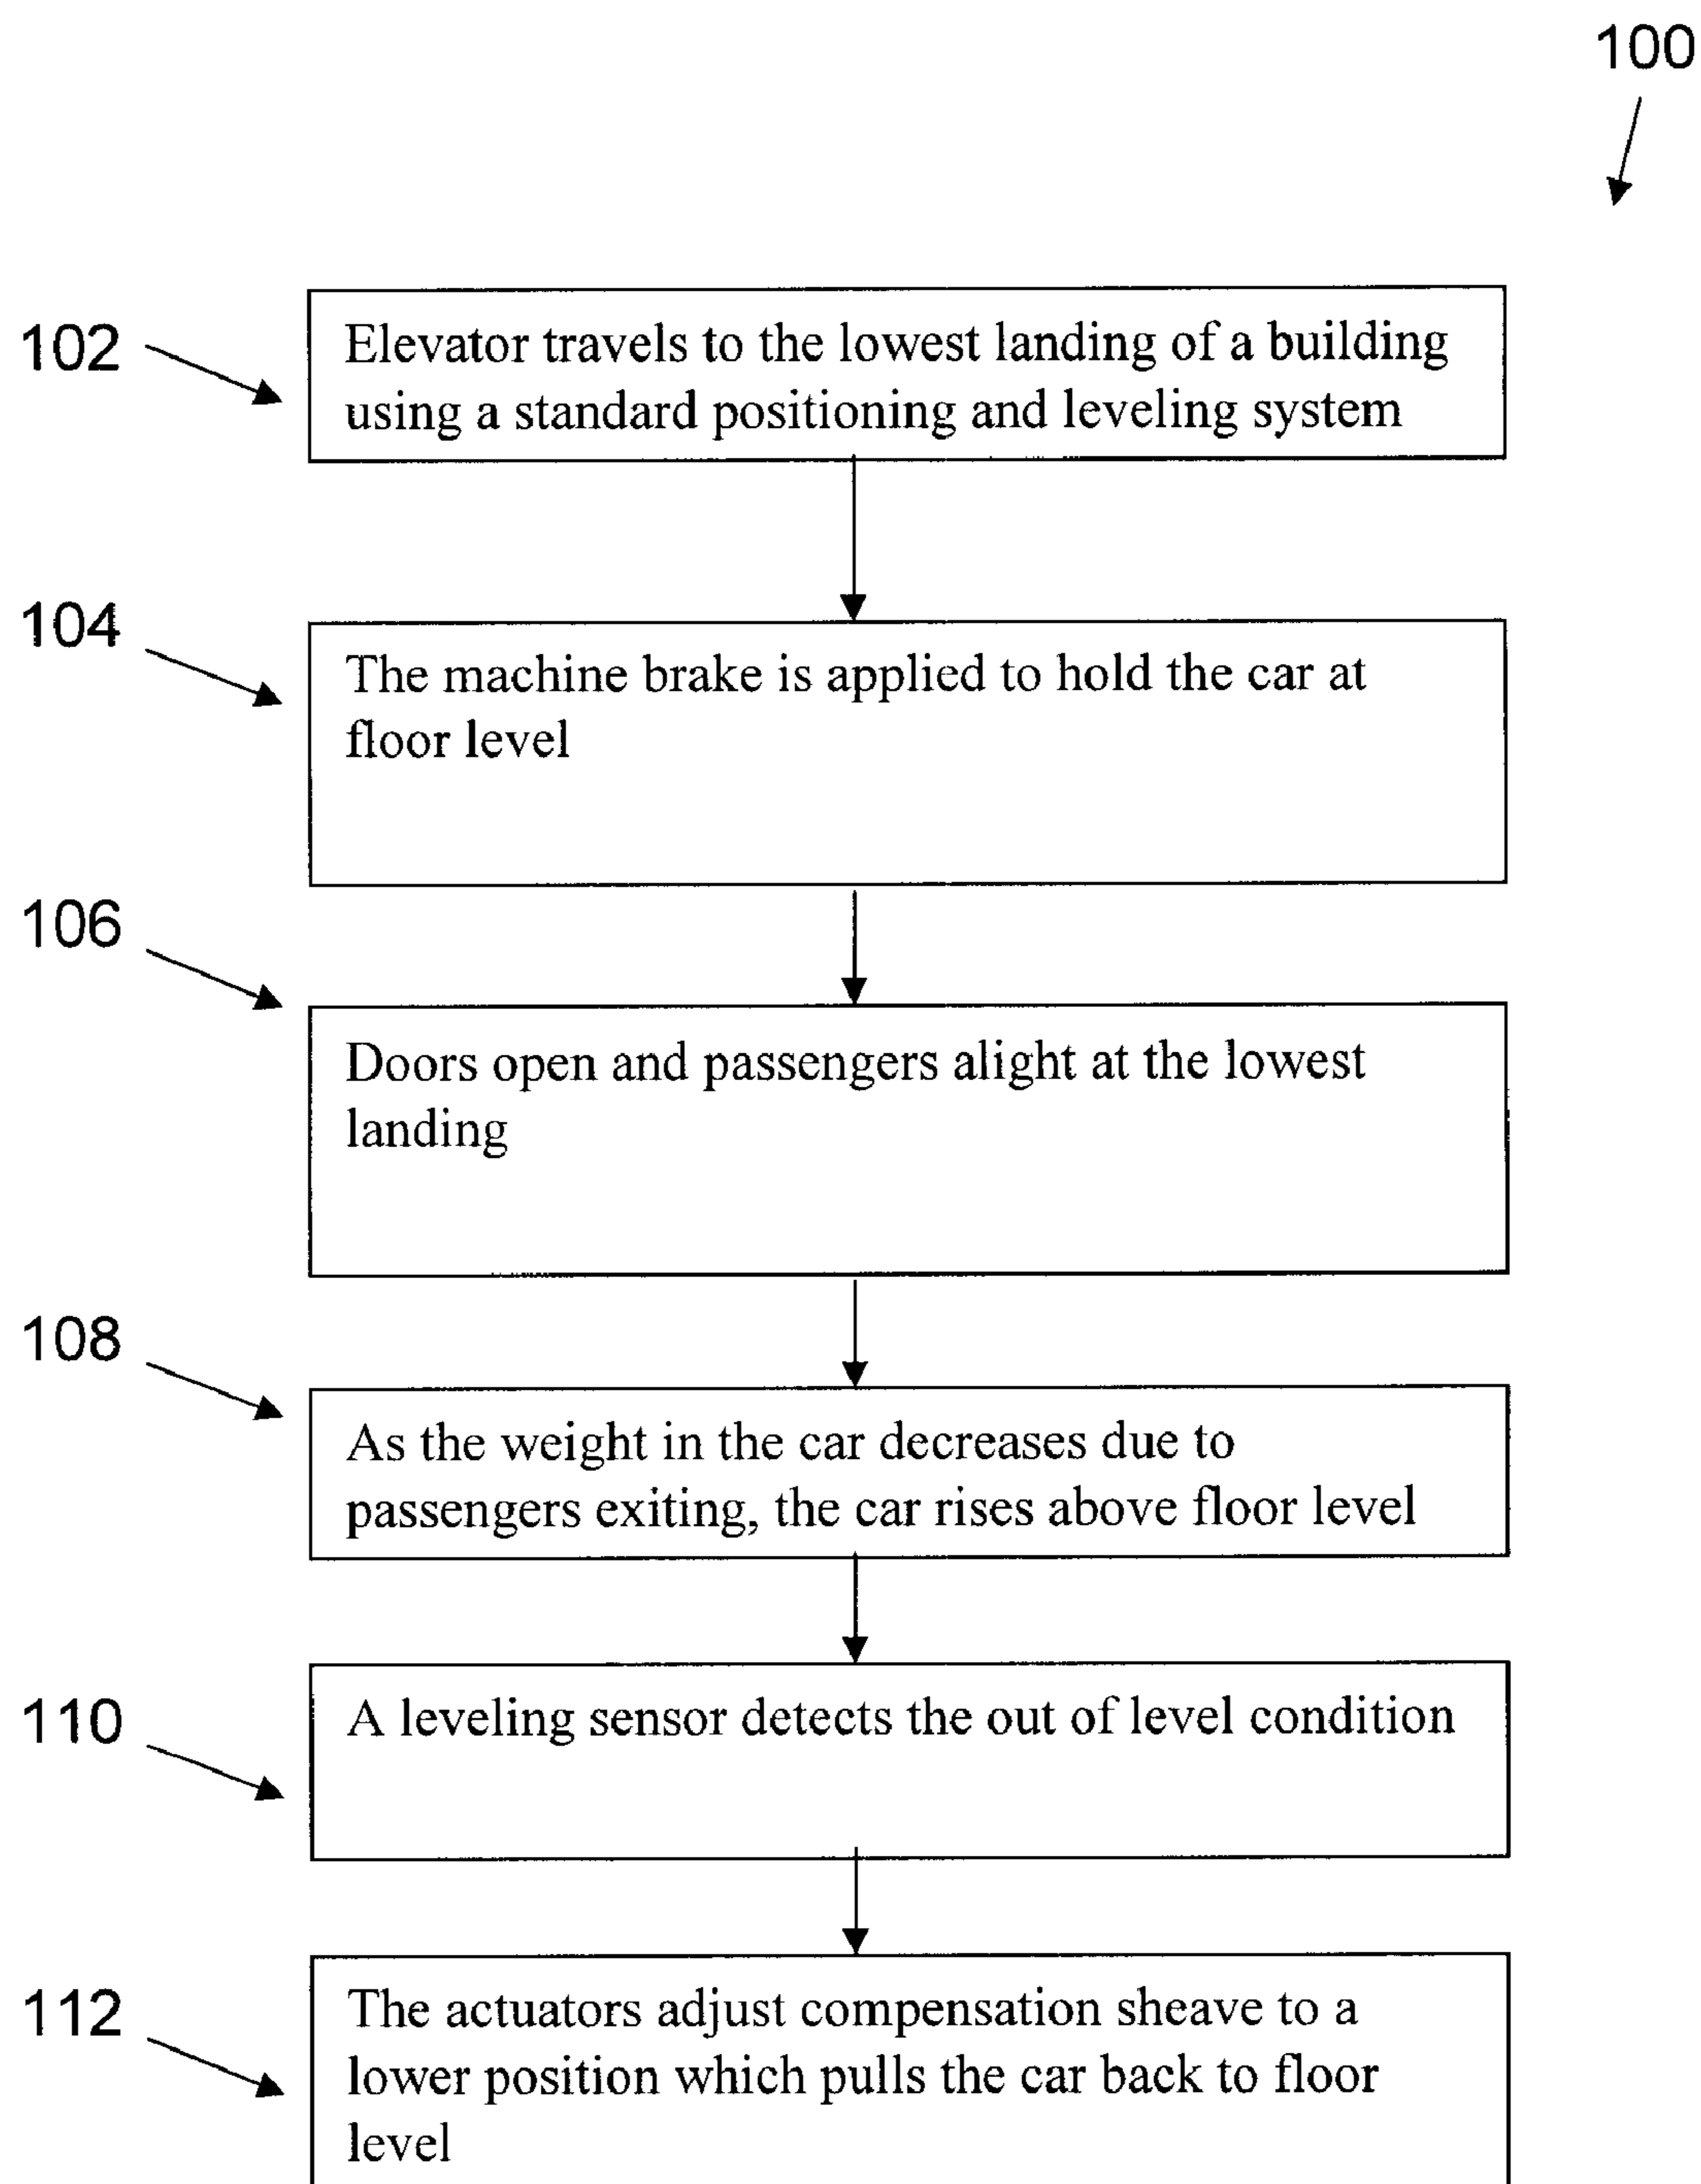 100
102
Elevator travels to the lowest landing of a building
using a standard positioning and leveling system
104
The machine brake is applied to hold the car at
floor level
106
Doors open and passengers alight at the lowest
landing
108
As the weight in the car decreases due to
passengers exiting, the car rises above floor level
110
A leveling sensor detects the out of level condition
112
The actuators adjust compensation sheave to a
lower position which pulls the car back to floor
level